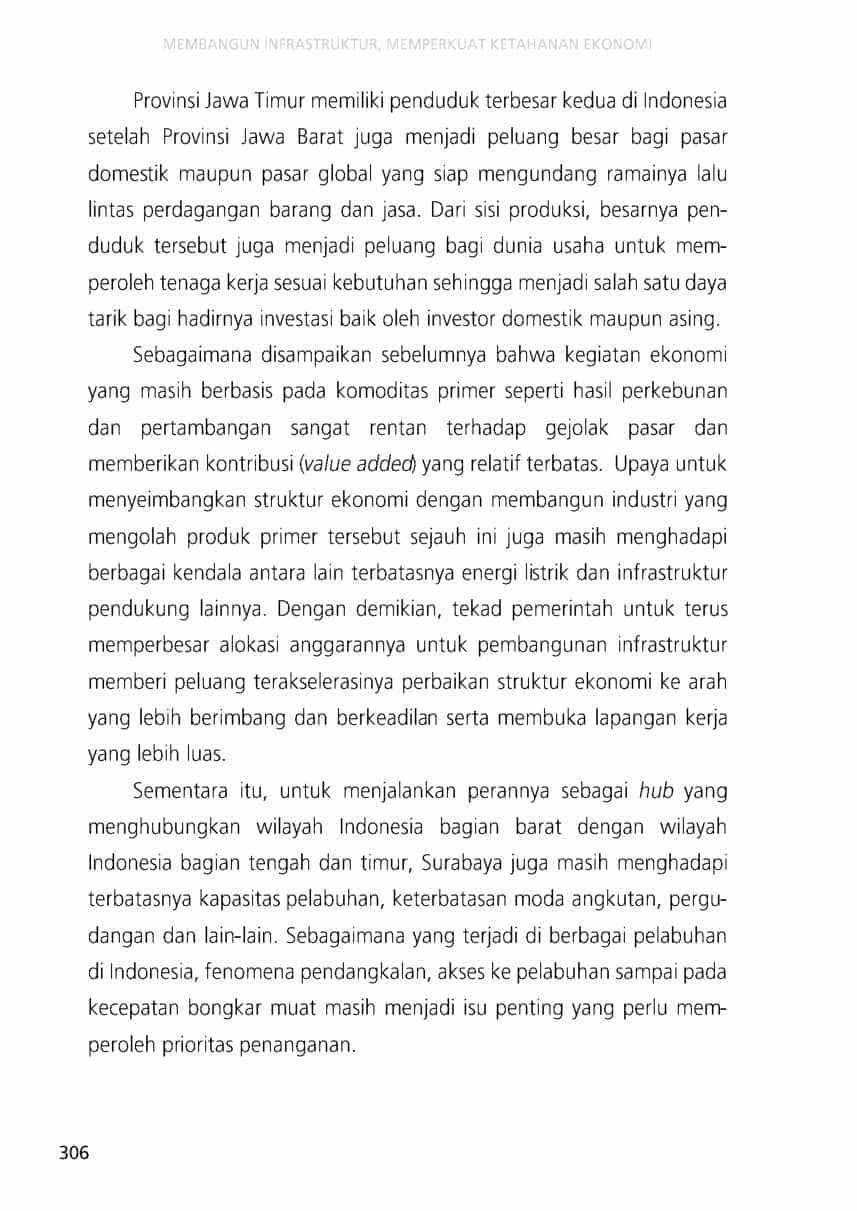 MEMBANGUN INFRASTRUKTUR, MEMPERKUAT KETAHANAN EKONOMI
Provinsi Jawa Timur memiliki penduduk terbesar kedua di Indonesia
setelah Provinsi Jawa Barat juga menjadi peluang besar bagi pasar
domestik maupun pasar global yang siap mengundang ramainya lalu
lintas perdagangan barang dan jasa. Dari sisi produksi, besarnya pen-
duduk tersebut juga menjadi peluang bagi dunia usaha untuk mem-
peroleh tenaga kerja sesuai kebutuhan sehingga menjadi salah satu daya
tarik bagi hadirnya investasi baik oleh investor domestik maupun asing.
Sebagaimana disampaikan sebelumnya bahwa kegiatan ekonomi
yang masih berbasis pada komoditas primer seperti hasil perkebunan
dan pertambangan sangat rentan terhadap gejolak pasar dan
memberikan kontribusi (value added) yang relatif terbatas. Upaya untuk
menyeimbangkan struktur ekonomi dengan membangun industri yang
mengolah produk primer tersebut sejauh ini juga masih menghadapi
berbagai kendala antara lain terbatasnya energi listrik dan infrastruktur
pendukung lainnya. Dengan demikian, tekad pemerintah untuk terus
memperbesar alokasi anggarannya untuk pembangunan infrastruktur
memberi peluang terakselerasinya perbaikan struktur ekonomi ke arah
yang lebih berimbang dan berkeadilan serta membuka lapangan kerja
yang lebih luas.
Sementara itu, untuk menjalankan perannya sebagai hub yang
menghubungkan wilayah Indonesia bagian barat dengan wilayah
Indonesia bagian tengah dan timur, Surabaya juga masih menghadapi
terbatasnya kapasitas pelabuhan, keterbatasan moda angkutan, pergu-
dangan dan lain-lain. Sebagaimana yang terjadi di berbagai pelabuhan
di Indonesia, fenomena pendangkalan, akses ke pelabuhan sampai pada
kecepatan bongkar muat masih menjadi isu penting yang perlu mem-
peroleh prioritas penanganan.
306